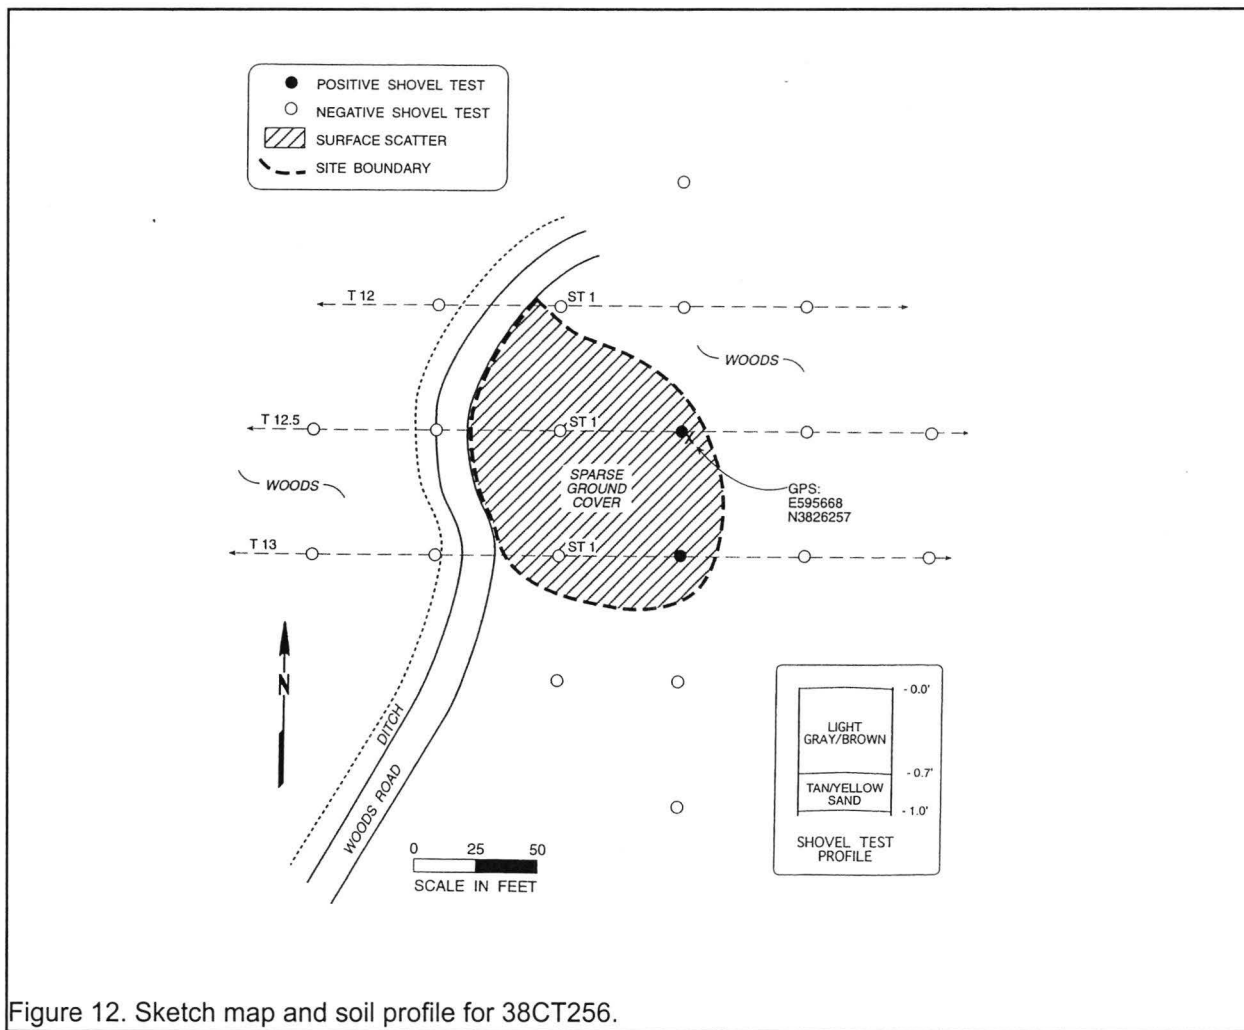 POSITIVE SHOVEL TEST
NEGATIVE SHOVEL TEST
SURFACE SCATTER
SITE BOUNDARY
T 12
ST 1
WOODS
T 12.5
ST 1
SPARSE
GROUND
COVER
WOODS
GPS:
E595668
N3826257
T 13
ST 1
N
DITCH
WOODS ROAD
- 0.0'
LIGHT
GRAY/BROWN
- 0.7'
TAN/YELLOW
SAND
- 1.0'
SHOVEL TEST
PROFILE
0 25 50
SCALE IN FEET
Figure 12. Sketch map and soil profile for 38CT256.